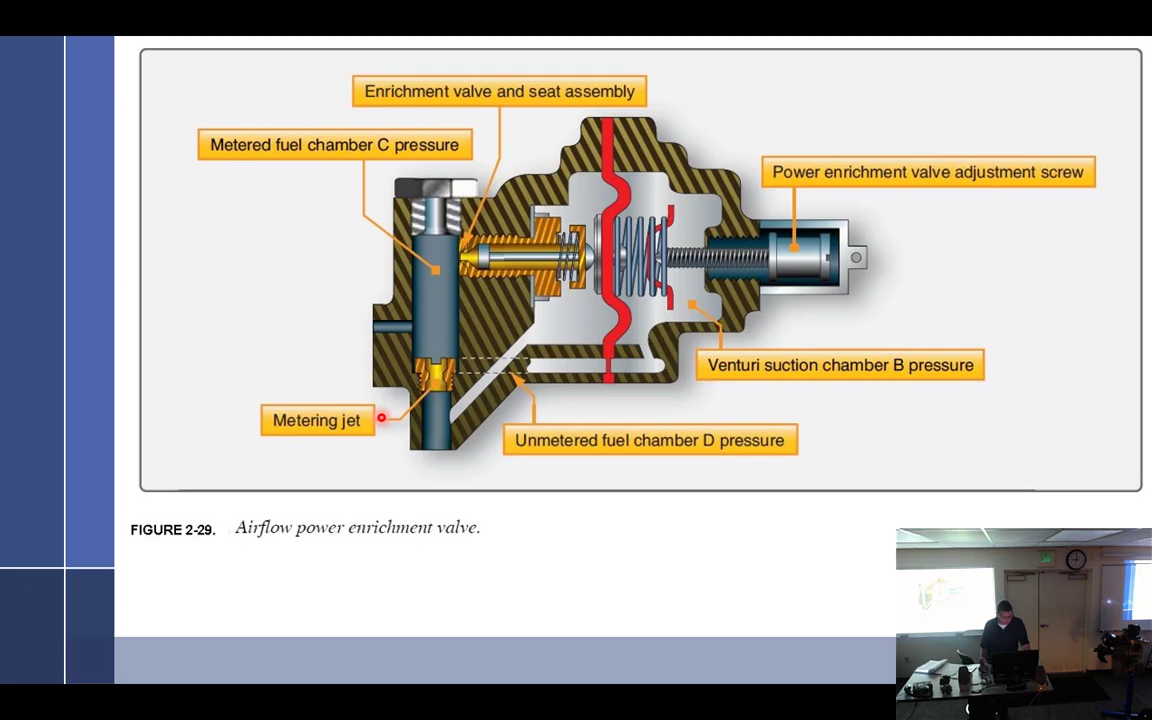 Enrichment valve and seat assembly
Metered fuel chamber C pressure
Power enrichment valve adjustment screw
Venturi suction chamber B pressure
Metering jet
Unmetered fuel chamber D pressure
FIGURE 2-29. Airflow power enrichment valve.